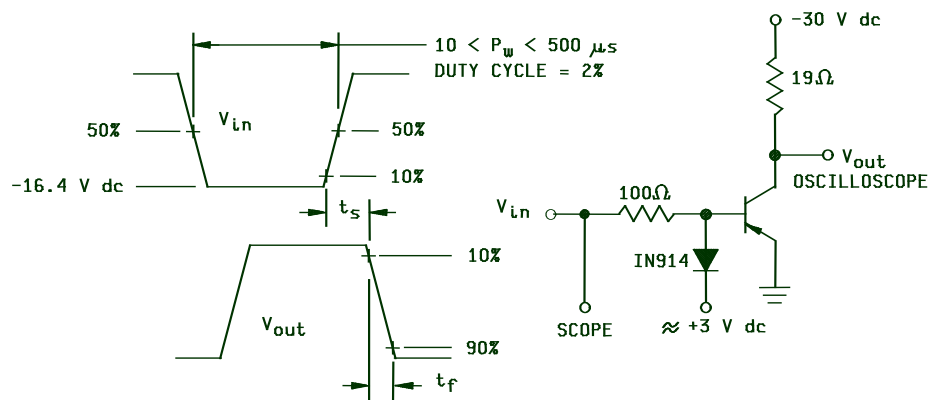 10 < Pw < 500 μs
DUTY CYCLE = 2%
Vin
50%
50%
-16.4 V dc
10%
ts
10%
Vout
90%
tf
-30 V dc
19Ω
Vout
OSCILLOSCOPE
100Ω
Vin
IN914
SCOPE
≈ +3 V dc